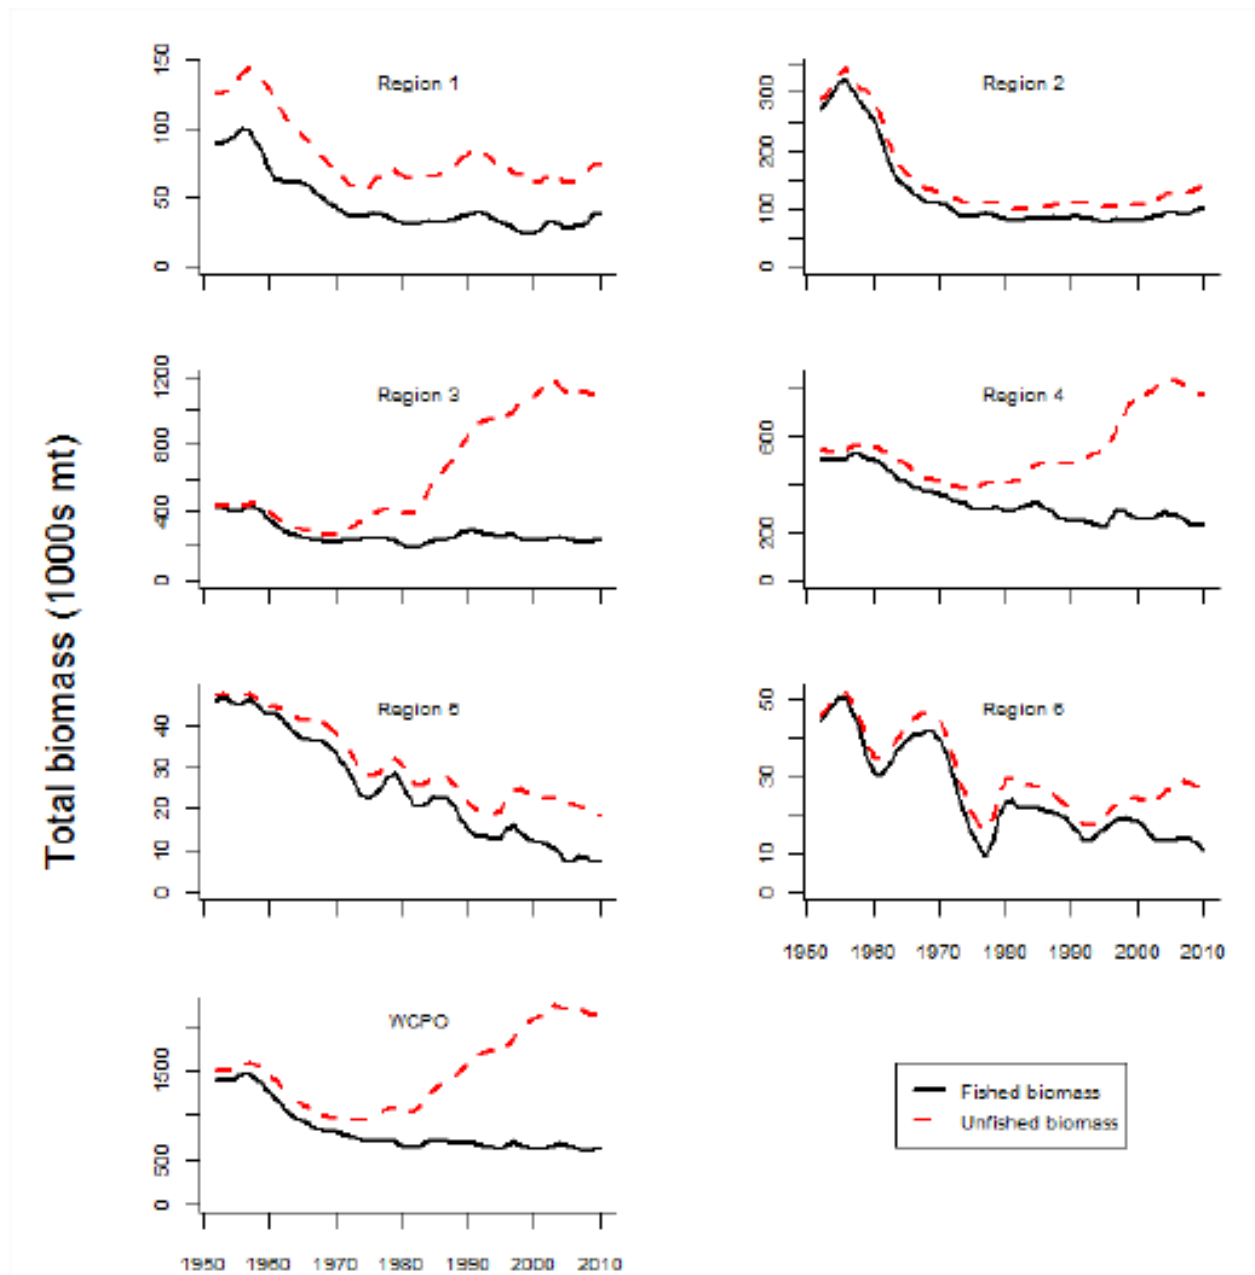 Total biomass (1000s mt)
Region 1
0 50 100 150
Region 2
0 100 200 300
Region 3
0 400 800 1200
Region 4
0 200 600
Region 5
0 10 20 30 40
Region 6
0 10 30 50
1950 1960 1970 1980 1990 2000 2010
WCPO
0 500 1500
1950 1960 1970 1980 1990 2000 2010
Fished biomass
Unfished biomass